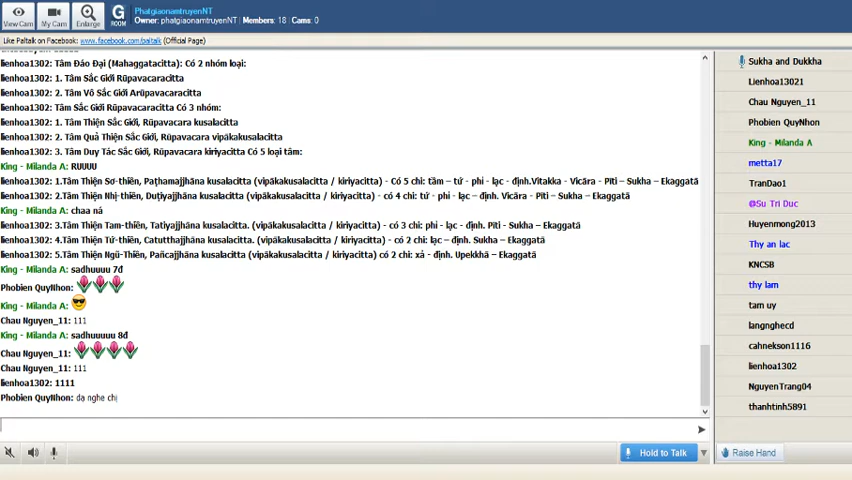 View Cam
My Cam
Enlarge
G
ROOM
PhatgiaonamtruyenNT
Owner: phatgiaonamtruyenNT | Members: 18 | Cams: 0
Like Paltalk on Facebook: www.facebook.com/paltalk (Official Page)
lienhoa1302: Tâm Đáo Đại (Mahaggatacitta): Có 2 nhóm loại:
lienhoa1302: 1. Tâm Sắc Giới Rūpavacaracitta
lienhoa1302: 2. Tâm Vô Sắc Giới Arūpavacaracitta
lienhoa1302: Tâm Sắc Giới Rūpavacaracitta Có 3 nhóm:
lienhoa1302: 1. Tâm Thiện Sắc Giới, Rūpavacara kusalacitta
lienhoa1302: 2. Tâm Quả Thiện Sắc Giới, Rūpavacara vipākakusalacitta
lienhoa1302: 3. Tâm Duy Tác Sắc Giới, Rūpavacara kiriyacitta Có 5 loại tâm:
King - Milanda A: RUUUU
lienhoa1302: 1.Tâm Thiện Sơ-thiền, Paṭhamajjhāna kusalacitta (vipākakusalacitta / kiriyacitta) - Có 5 chi: tầm – tứ - phỉ - lạc - định.Vitakka - Vicāra - Pīti - Sukha – Ekaggatā
lienhoa1302: 2.Tâm Thiện Nhị-thiền, Dutiyajjhāna kusalacitta (vipākakusalacitta / kiriyacitta) - có 4 chi: tứ - phỉ - lạc – định. Vicāra - Pīti – Sukha – Ekaggatā
King - Milanda A: chaa ná
lienhoa1302: 3.Tâm Thiện Tam-thiền, Tatiyajjhāna kusalacitta. (vipākakusalacitta / kiriyacitta) - có 3 chi: phỉ - lạc – định. Pīti - Sukha – Ekaggatā
lienhoa1302: 4.Tâm Thiện Tứ-thiền, Catutthajjhāna kusalacitta. (vipākakusalacitta / kiriyacitta) – có 2 chi: lạc – định. Sukha – Ekaggatā
lienhoa1302: 5.Tâm Thiện Ngũ-Thiền, Pañcajjhāna kusalacitta (vipākakusalacitta / kiriyacitta) có 2 chi: xả - định. Upekkhā – Ekaggatā
King - Milanda A: sadhuuuu 7đ
Phobien QuyNhon:
King - Milanda A:
Chau Nguyen_11: 111
King - Milanda A: sadhuuuuu 8đ
Chau Nguyen_11:
Chau Nguyen_11: 111
lienhoa1302: 1111
Phobien QuyNhon: dạ nghe chị
Hold to Talk
Sukha and Dukkha
Lienhoa13021
Chau Nguyen_11
Phobien QuyNhon
King - Milanda A
metta17
TranDao1
@Su Tri Duc
Huyenmong2013
Thy an lac
KNCSB
thy lam
tam uy
langnghecd
cahnekson1116
lienhoa1302
NguyenTrang04
thanhtinh5891
Raise Hand